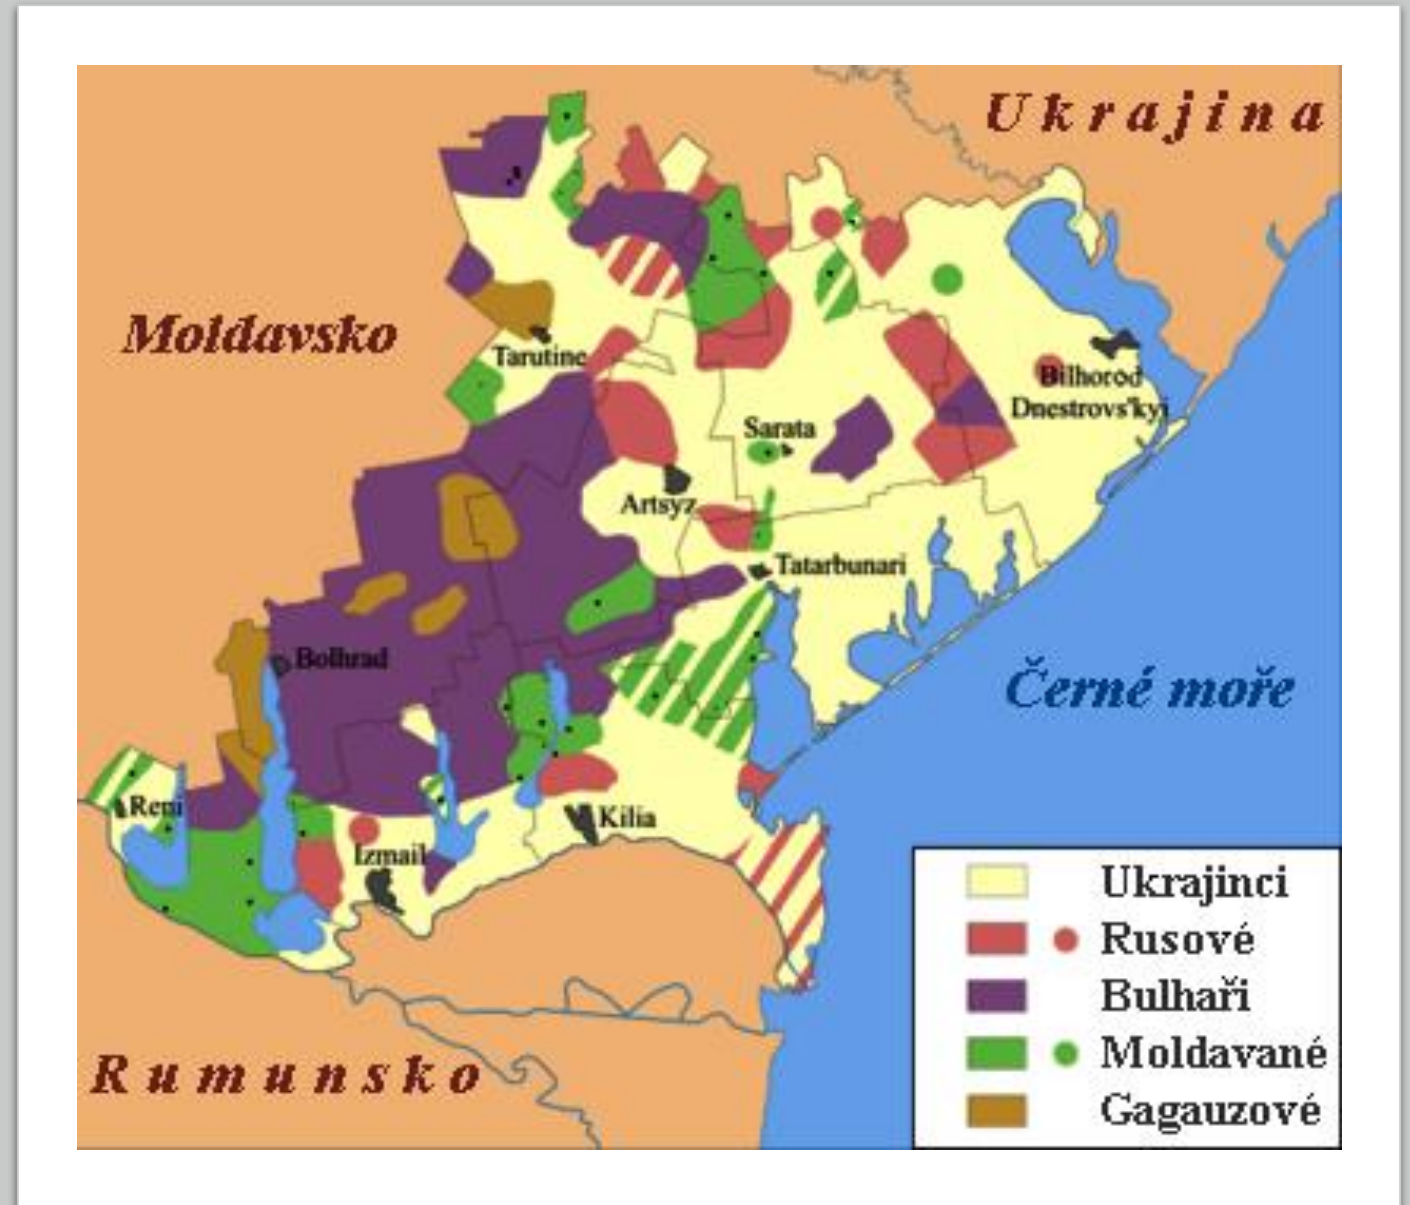 Ukrajina
Moldavsko
Tarutine
Bilhorod
Dnestrovs'kyj
Sarata
Artsyz
Tatarbunari
Bolhrad
Černé moře
Reni
Kilia
Izmail
Ukrajinci
Rusové
Bulhaři
Moldavané
Gagauzové
Rumunsko